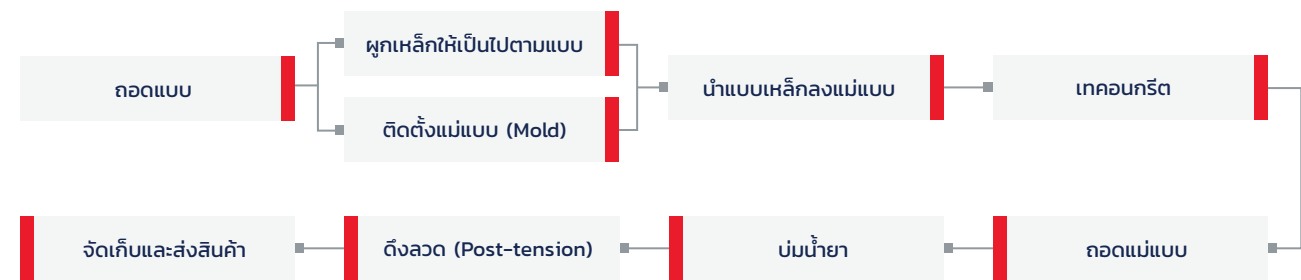 ถอดแบบ
ผูกเหล็กให้เป็นไปตามแบบ
ติดตั้งแม่แบบ (Mold)
นำแบบเหล็กลงแม่แบบ
เทคอนกรีต
ถอดแม่แบบ
บ่มน้ำยา
ดึงลวด (Post-tension)
จัดเก็บและส่งสินค้า